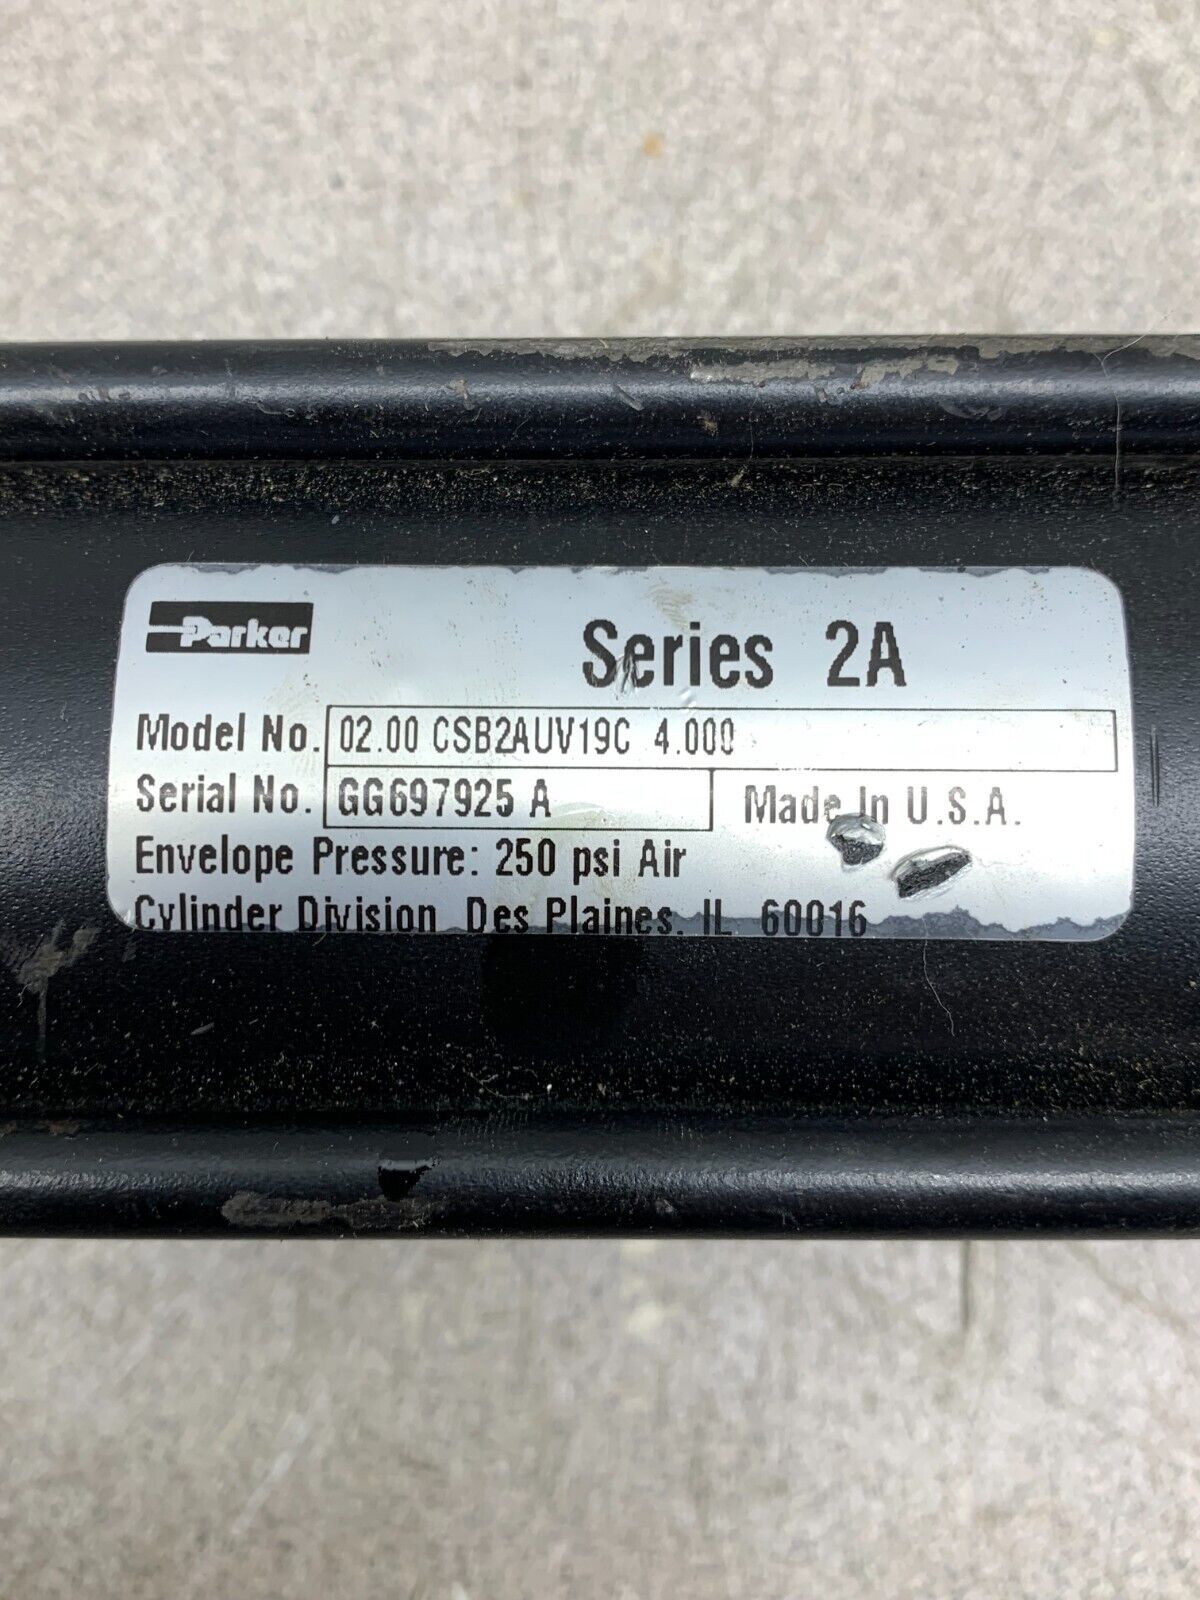 Parker
Series 2A
Model No. 02.00 CSB2AUV19C 4.000
Serial No. GG697925 A Made In U.S.A.
Envelope Pressure: 250 psi Air
Cylinder Division Des Plaines, IL 60016